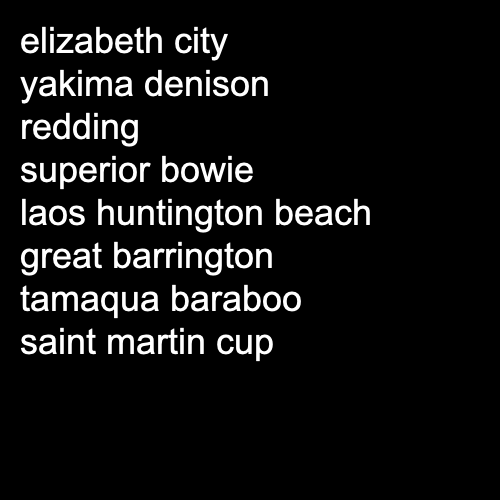 elizabeth city
yakima denison
redding
superior bowie
laos huntington beach
great barrington
tamaqua baraboo
saint martin cup